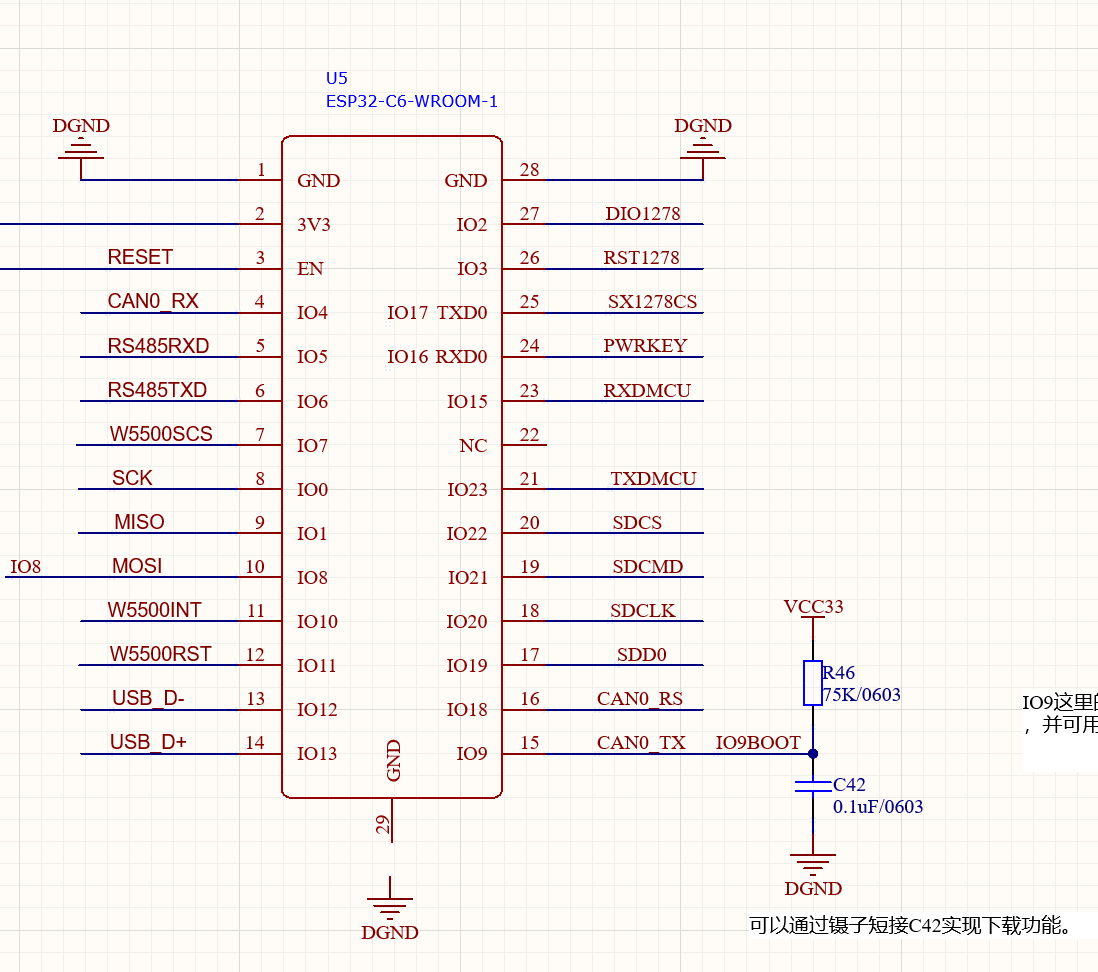 U5
ESP32-C6-WROOM-1
DGND
DGND
1
GND
GND
28
2
3V3
IO2
27
DIO1278
RESET
3
EN
IO3
26
RST1278
CAN0_RX
4
IO4
IO17 TXD0
25
SX1278CS
RS485RXD
5
IO5
IO16 RXD0
24
PWRKEY
RS485TXD
6
IO6
IO15
23
RXDMCU
W5500SCS
7
IO7
NC
22
SCK
8
IO0
IO23
21
TXDMCU
MISO
9
IO1
IO22
20
SDCS
IO8
MOSI
10
IO8
IO21
19
SDCMD
W5500INT
11
IO10
IO20
18
SDCLK
W5500RST
12
IO11
IO19
17
SDD0
USB_D-
13
IO12
IO18
16
CAN0_RS
USB_D+
14
IO13
GND
IO9
15
CAN0_TX
IO9BOOT
29
DGND
VCC33
R46
75K/0603
C42
0.1uF/0603
DGND
IO9这里
，并可用
可以通过镊子短接C42实现下载功能。